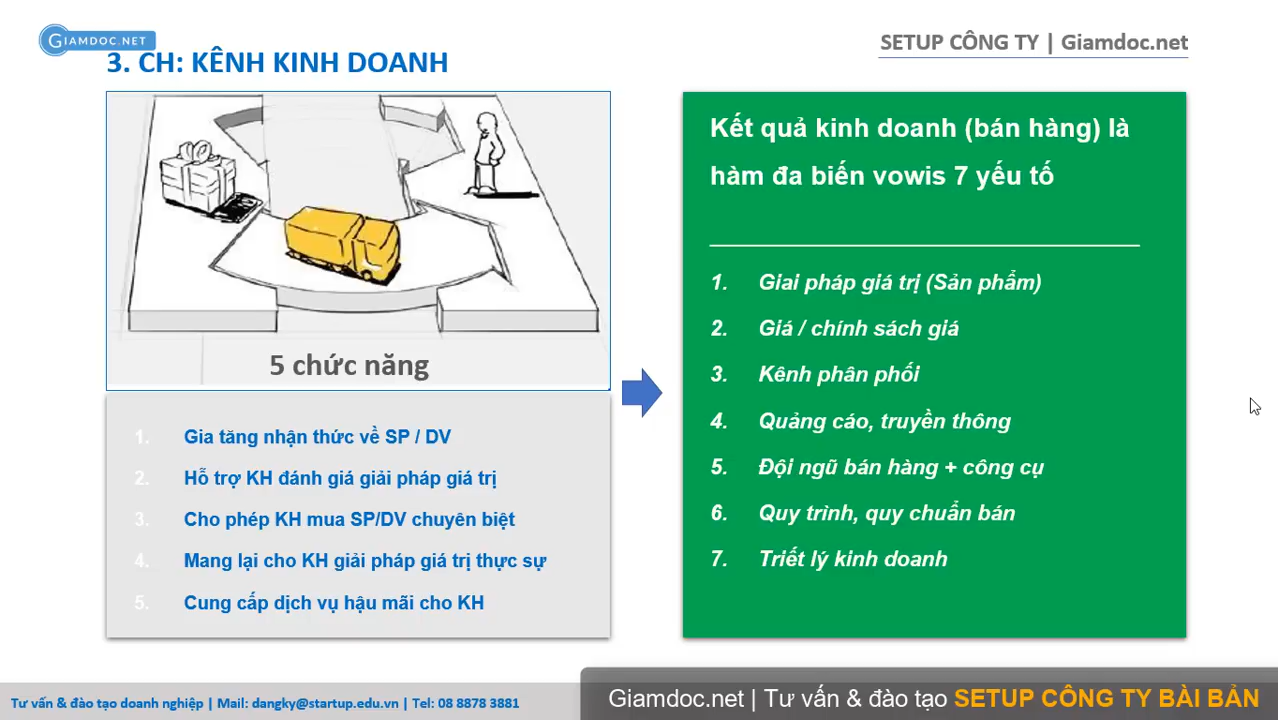 GIAMDOC.NET
SETUP CÔNG TY | Giamdoc.net
3. CH: KÊNH KINH DOANH
5 chức năng
1. Gia tăng nhận thức về SP / DV
2. Hỗ trợ KH đánh giá giải pháp giá trị
3. Cho phép KH mua SP/DV chuyên biệt
4. Mang lại cho KH giải pháp giá trị thực sự
5. Cung cấp dịch vụ hậu mãi cho KH
Kết quả kinh doanh (bán hàng) là
hàm đa biến vowis 7 yếu tố
1. Giai pháp giá trị (Sản phẩm)
2. Giá / chính sách giá
3. Kênh phân phối
4. Quảng cáo, truyền thông
5. Đội ngũ bán hàng + công cụ
6. Quy trình, quy chuẩn bán
7. Triết lý kinh doanh
Tư vấn & đào tạo doanh nghiệp | Mail: dangky@startup.edu.vn | Tel: 08 8878 3881
Giamdoc.net | Tư vấn & đào tạo SETUP CÔNG TY BÀI BẢN